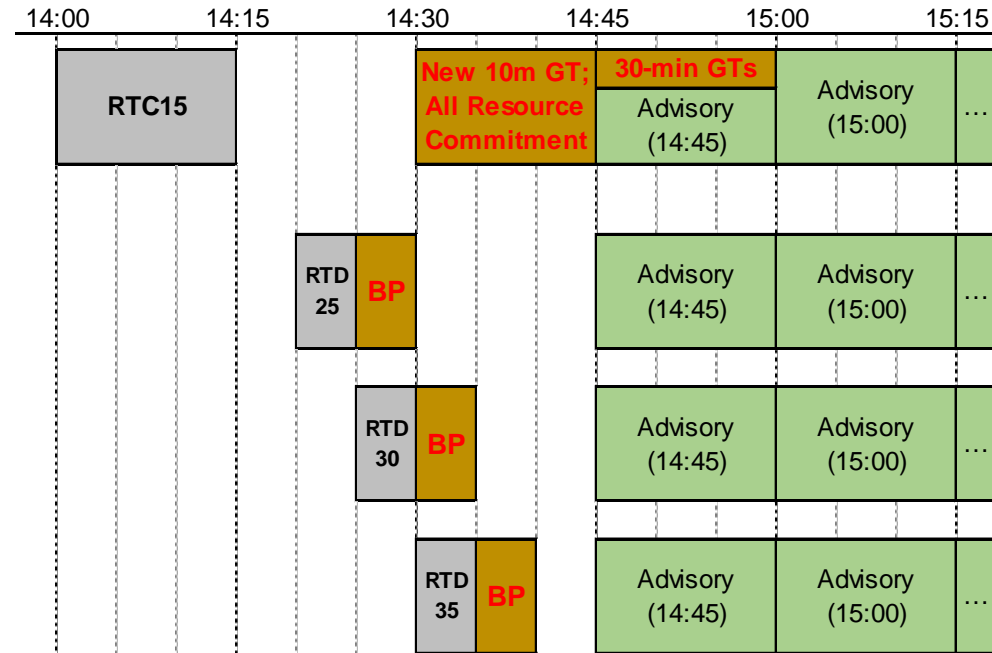 14:00 14:15 14:30 14:45 15:00 15:15
RTC15
New 10m GT;
All Resource
Commitment
30-min GTs
Advisory
(14:45)
Advisory
(15:00)
...
RTD
25
BP
Advisory
(14:45)
Advisory
(15:00)
...
RTD
30
BP
Advisory
(14:45)
Advisory
(15:00)
...
RTD
35
BP
Advisory
(14:45)
Advisory
(15:00)
...